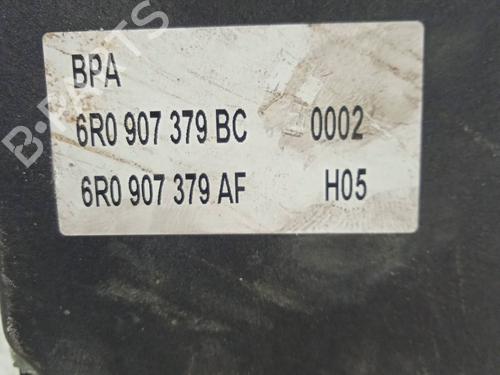 BPA
6R0 907 379 BC 0002
6R0 907 379 AF H05
B-PARTS